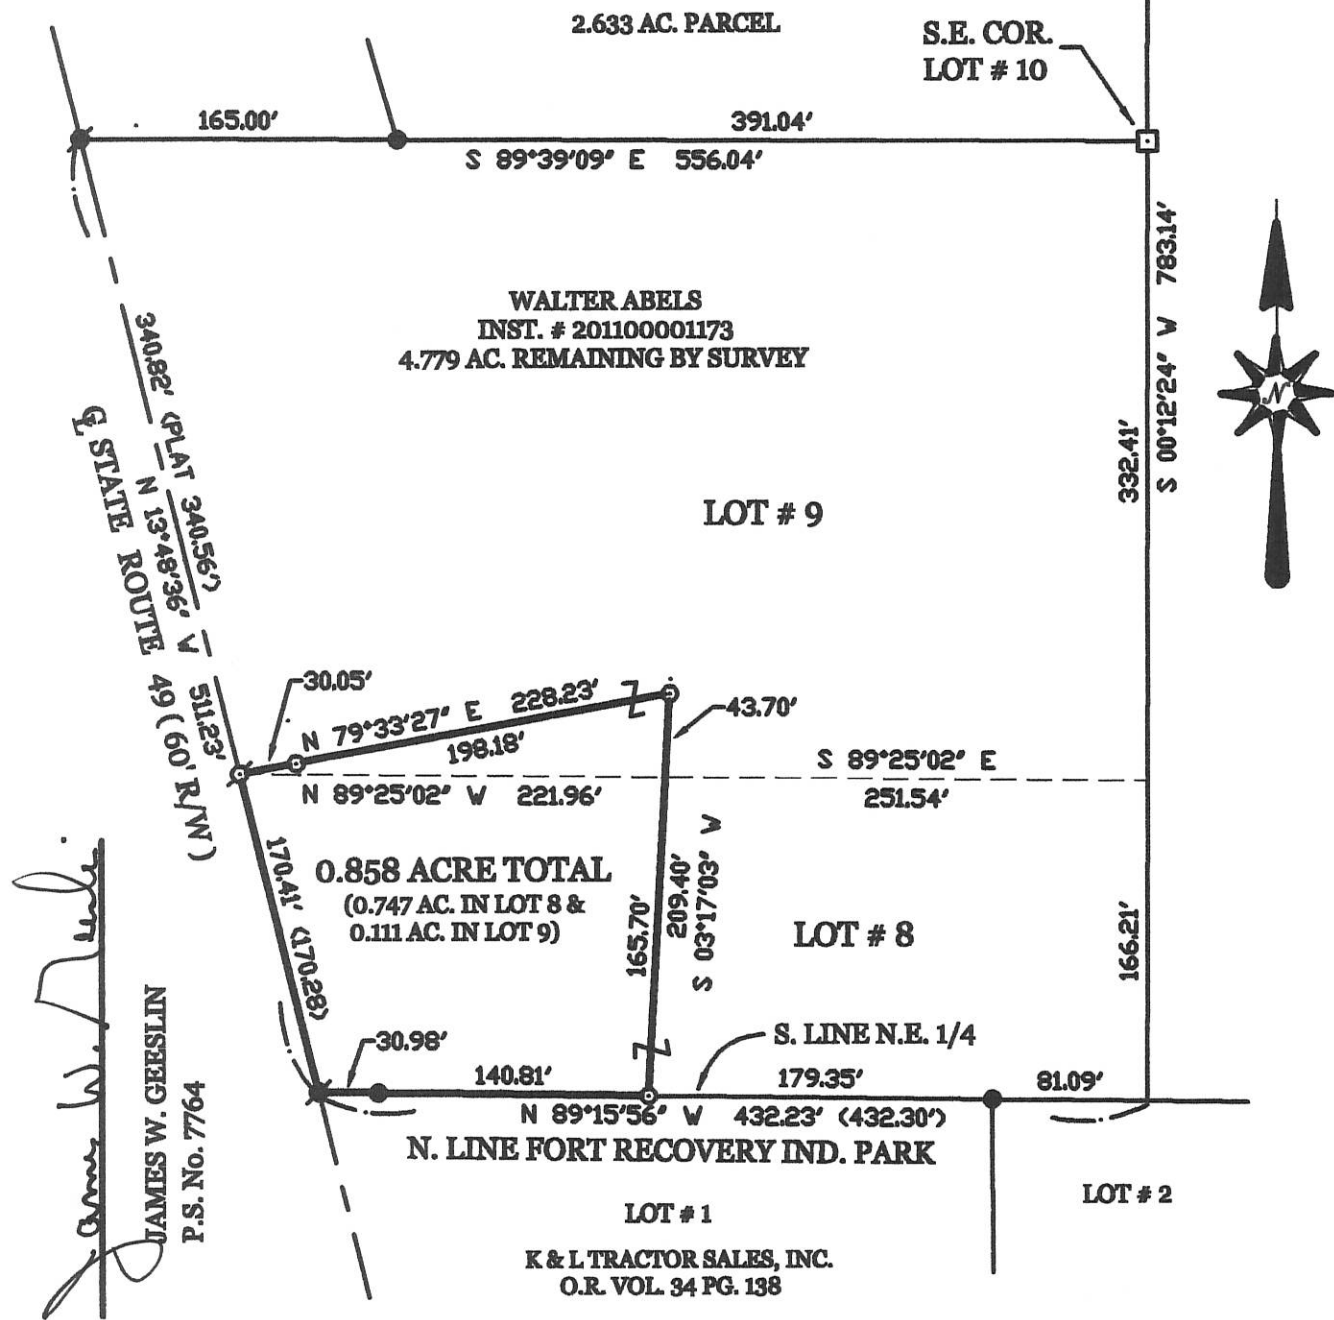 2.633 AC. PARCEL
S.E. COR.
LOT # 10
165.00'
391.04'
S 89°39'09" E 556.04'
S 00°12'24" W 783.14'
WALTER ABELS
INST. # 201100001173
4.779 AC. REMAINING BY SURVEY
N
340.82' (PLAT 340.56')
N 13°48'36" W 511.23'
℄ STATE ROUTE 49 (60' R/W)
332.41'
LOT # 9
30.05'
N 79°33'27" E 228.23'
198.18'
43.70'
S 89°25'02" E
251.54'
N 89°25'02" W 221.96'
170.41' (170.28)
0.858 ACRE TOTAL
(0.747 AC. IN LOT 8 &
0.111 AC. IN LOT 9)
165.70'
209.40'
S 03°17'03" W
LOT # 8
166.21'
30.98'
140.81'
S. LINE N.E. 1/4
179.35'
81.09'
N 89°15'56" W 432.23' (432.30')
N. LINE FORT RECOVERY IND. PARK
LOT # 1
LOT # 2
K & L TRACTOR SALES, INC.
O.R. VOL. 34 PG. 138
JAMES W. GEESLIN
P.S. No. 7764